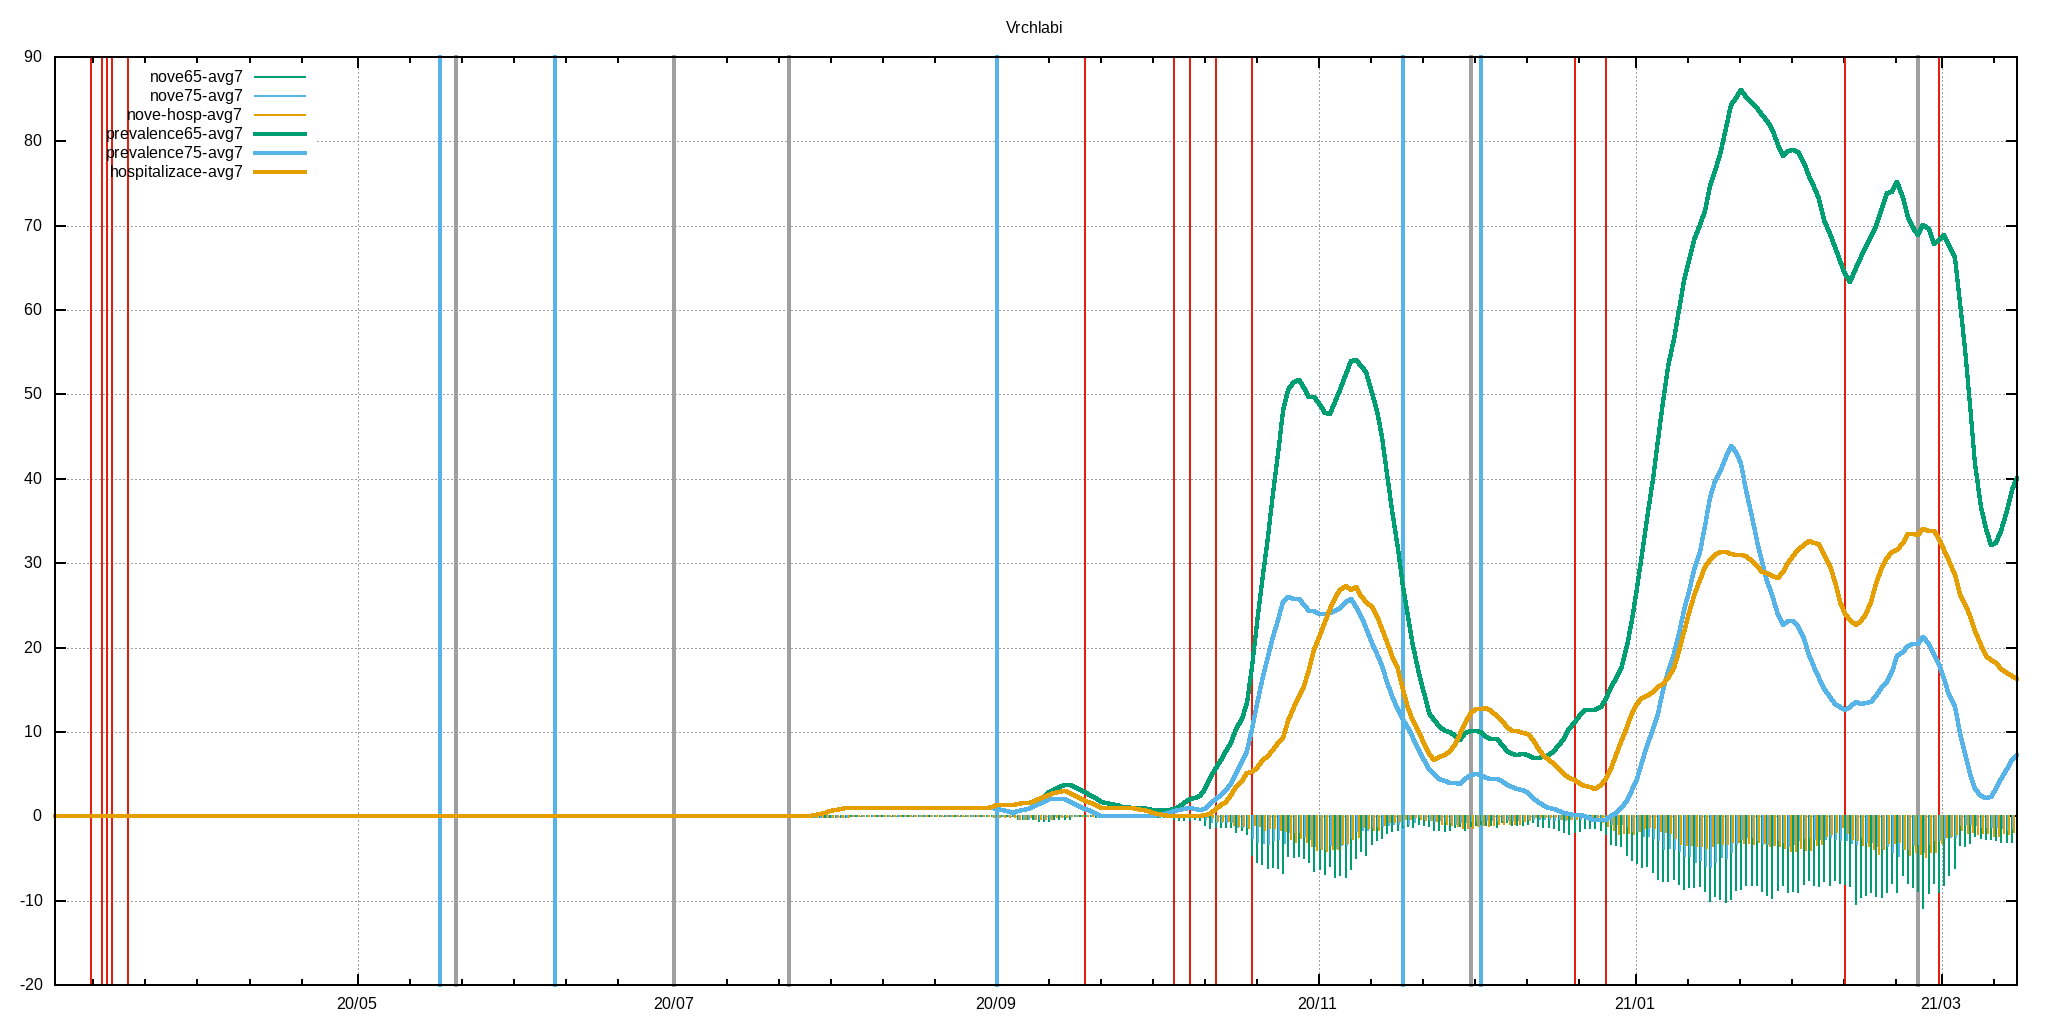 Vrchlabi
90
80
70
60
50
40
30
20
10
0
-10
-20
nove65-avg7
nove75-avg7
nove-hosp-avg7
prevalence65-avg7
prevalence75-avg7
hospitalizace-avg7
20/05 20/07 20/09 20/11 21/01 21/03